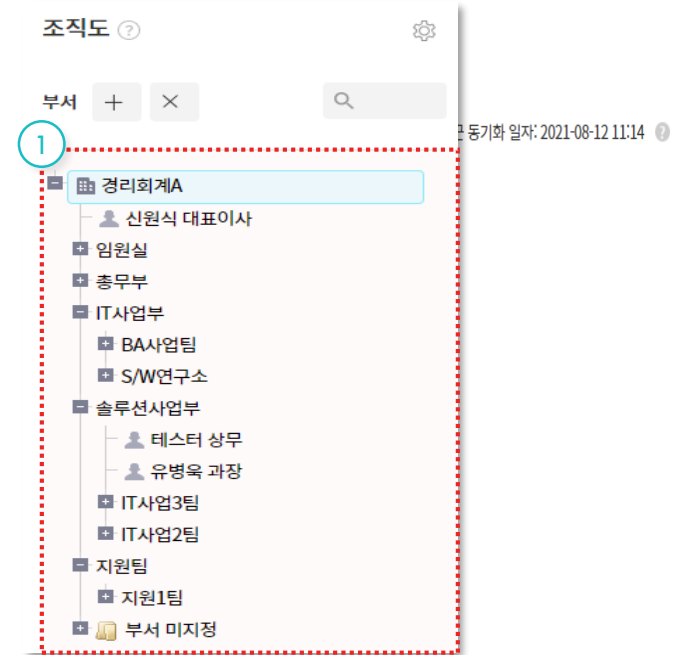 조직도 ?
부서 + ×
동기화 일자: 2021-08-12 11:14 ?
1
경리회계A
신원식 대표이사
임원실
총무부
IT사업부
BA사업팀
S/W연구소
솔루션사업부
테스터 상무
유병욱 과장
IT사업3팀
IT사업2팀
지원팀
지원1팀
부서 미지정